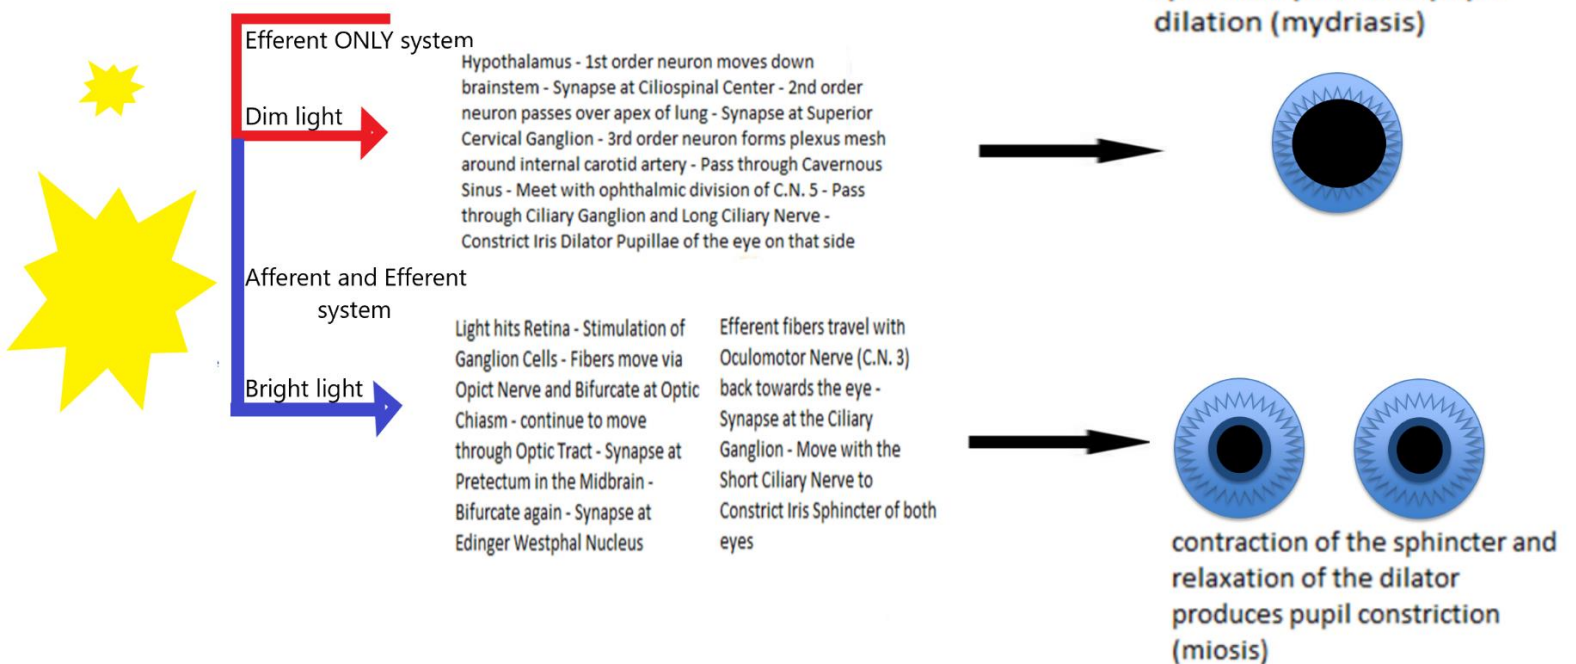 dilation (mydriasis)
Efferent ONLY system
Dim light
Hypothalamus - 1st order neuron moves down
brainstem - Synapse at Ciliospinal Center - 2nd order
neuron passes over apex of lung - Synapse at Superior
Cervical Ganglion - 3rd order neuron forms plexus mesh
around internal carotid artery - Pass through Cavernous
Sinus - Meet with ophthalmic division of C.N. 5 - Pass
through Ciliary Ganglion and Long Ciliary Nerve -
Constrict Iris Dilator Pupillae of the eye on that side
Afferent and Efferent
system
Bright light
Light hits Retina - Stimulation of
Ganglion Cells - Fibers move via
Opict Nerve and Bifurcate at Optic
Chiasm - continue to move
through Optic Tract - Synapse at
Pretectum in the Midbrain -
Bifurcate again - Synapse at
Edinger Westphal Nucleus
Efferent fibers travel with
Oculomotor Nerve (C.N. 3)
back towards the eye -
Synapse at the Ciliary
Ganglion - Move with the
Short Ciliary Nerve to
Constrict Iris Sphincter of both
eyes
contraction of the sphincter and
relaxation of the dilator
produces pupil constriction
(miosis)